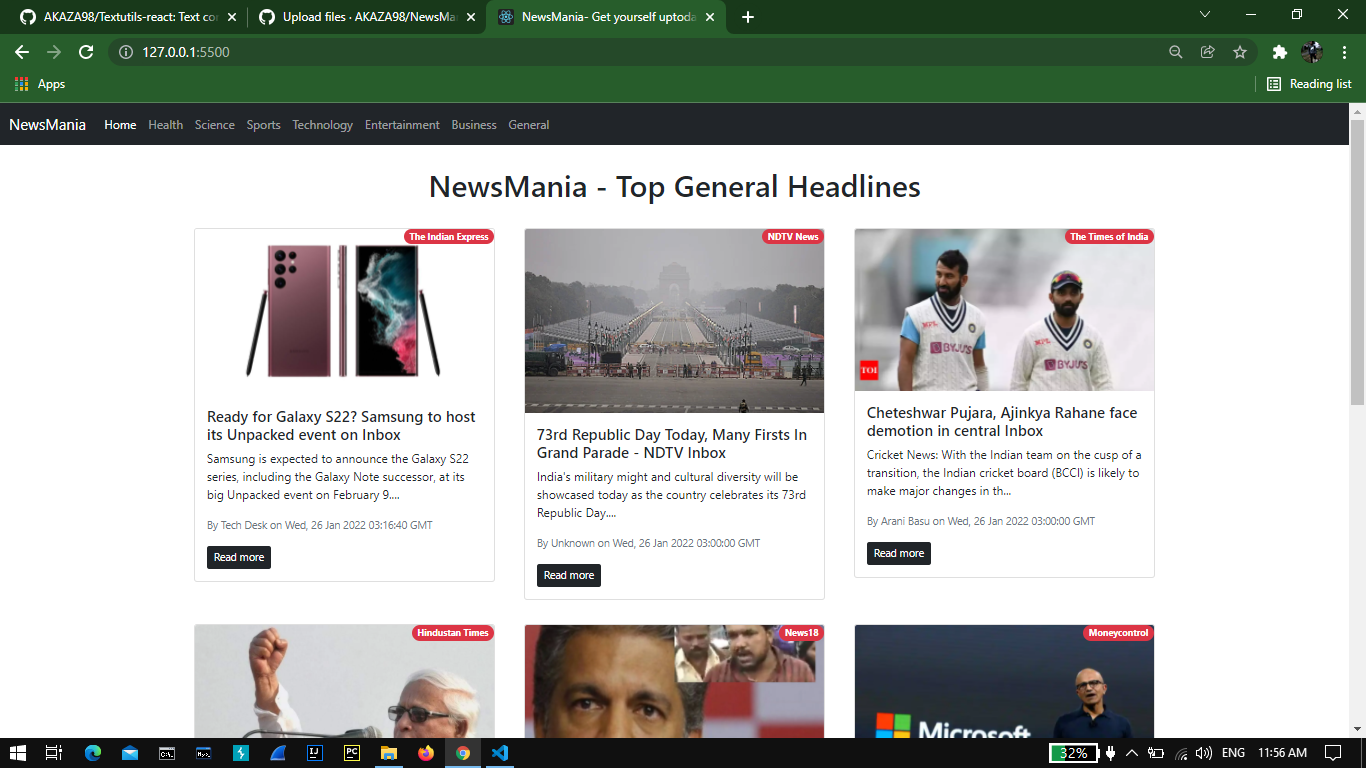 AKAZA98/Textutils-react: Text co
Upload files · AKAZA98/NewsMa
NewsMania- Get yourself uptoda
127.0.0.1:5500
Apps
Reading list
NewsMania Home Health Science Sports Technology Entertainment Business General
NewsMania - Top General Headlines
The Indian Express
Ready for Galaxy S22? Samsung to host
its Unpacked event on Inbox
Samsung is expected to announce the Galaxy S22
series, including the Galaxy Note successor, at its
big Unpacked event on February 9....
By Tech Desk on Wed, 26 Jan 2022 03:16:40 GMT
Read more
NDTV News
73rd Republic Day Today, Many Firsts In
Grand Parade - NDTV Inbox
India's military might and cultural diversity will be
showcased today as the country celebrates its 73rd
Republic Day....
By Unknown on Wed, 26 Jan 2022 03:00:00 GMT
Read more
The Times of India
MPL
BYJU'S
MPL
BYJU'S
TOI
Cheteshwar Pujara, Ajinkya Rahane face
demotion in central Inbox
Cricket News: With the Indian team on the cusp of a
transition, the Indian cricket board (BCCI) is likely to
make major changes in th...
By Arani Basu on Wed, 26 Jan 2022 03:00:00 GMT
Read more
Hindustan Times
News18
Moneycontrol
Microsoft
32%
ENG
11:56 AM